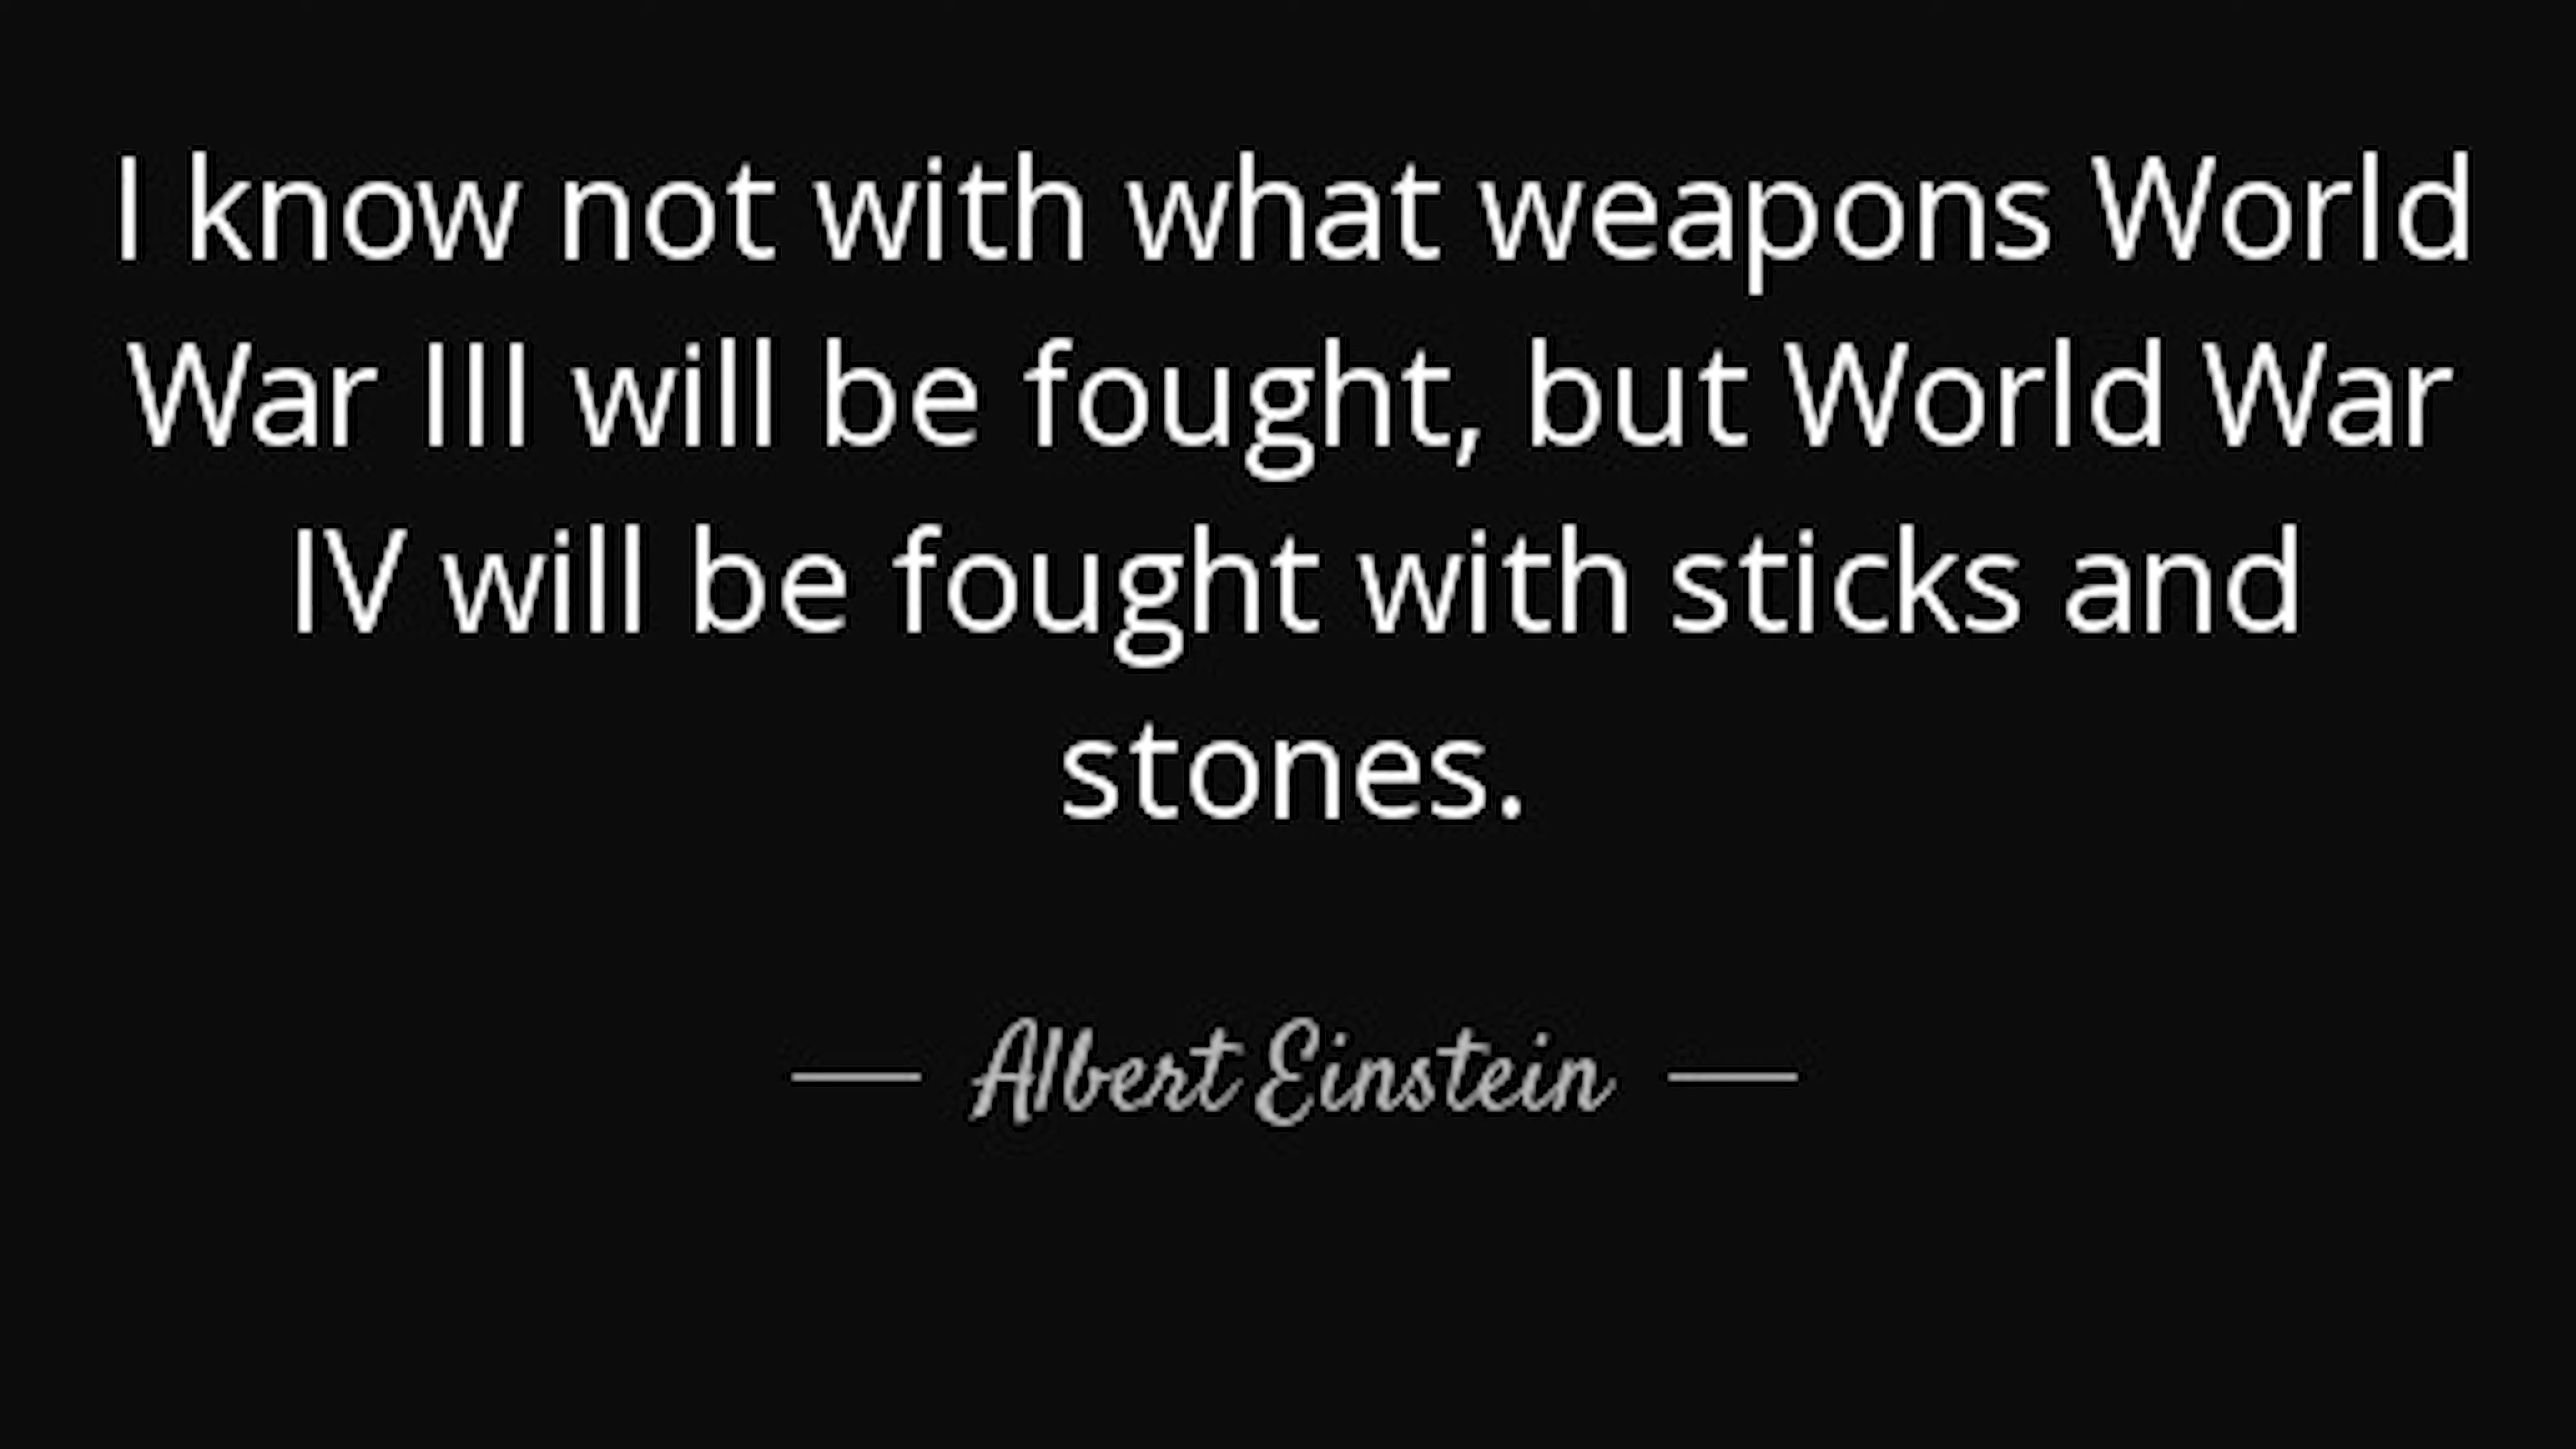 I know not with what weapons World
War III will be fought, but World War
IV will be fought with sticks and
stones.
— Albert Einstein —